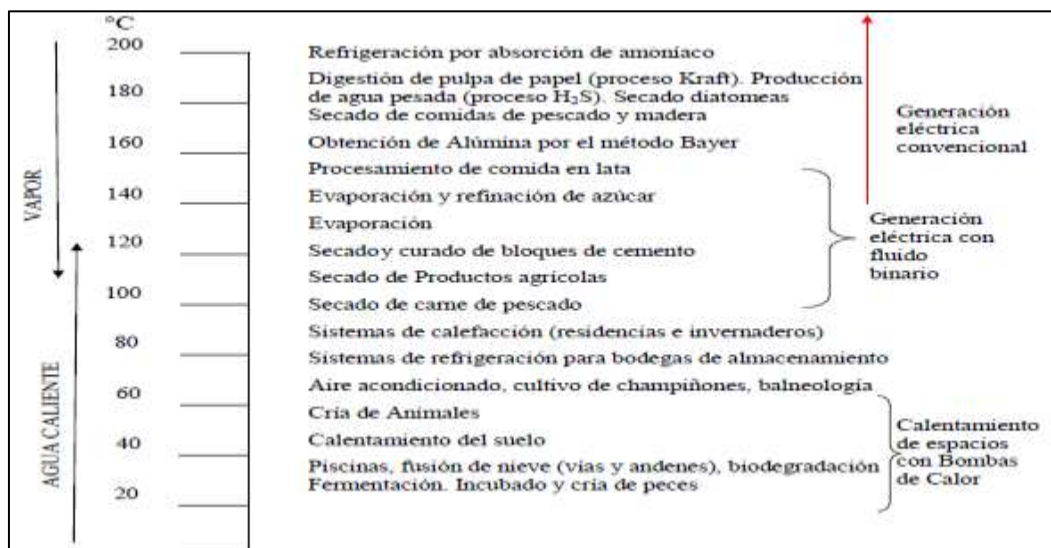 °C
200
180
160
140
120
100
80
60
40
20
VAPOR
AGUA CALIENTE
Refrigeración por absorción de amoníaco
Digestión de pulpa de papel (proceso Kraft). Producción
de agua pesada (proceso H₂S). Secado diatomeas
Secado de comidas de pescado y madera
Obtención de Alúmina por el método Bayer
Procesamiento de comida en lata
Evaporación y refinación de azúcar
Evaporación
Secado y curado de bloques de cemento
Secado de Productos agrícolas
Secado de carne de pescado
Sistemas de calefacción (residencias e invernaderos)
Sistemas de refrigeración para bodegas de almacenamiento
Aire acondicionado, cultivo de champiñones, balneología
Cría de Animales
Calentamiento del suelo
Piscinas, fusión de nieve (vías y andenes), biodegradación
Fermentación. Incubado y cría de peces
Generación
eléctrica
convencional
Generación
eléctrica con
fluido
binario
Calentamiento
de espacios
con Bombas
de Calor